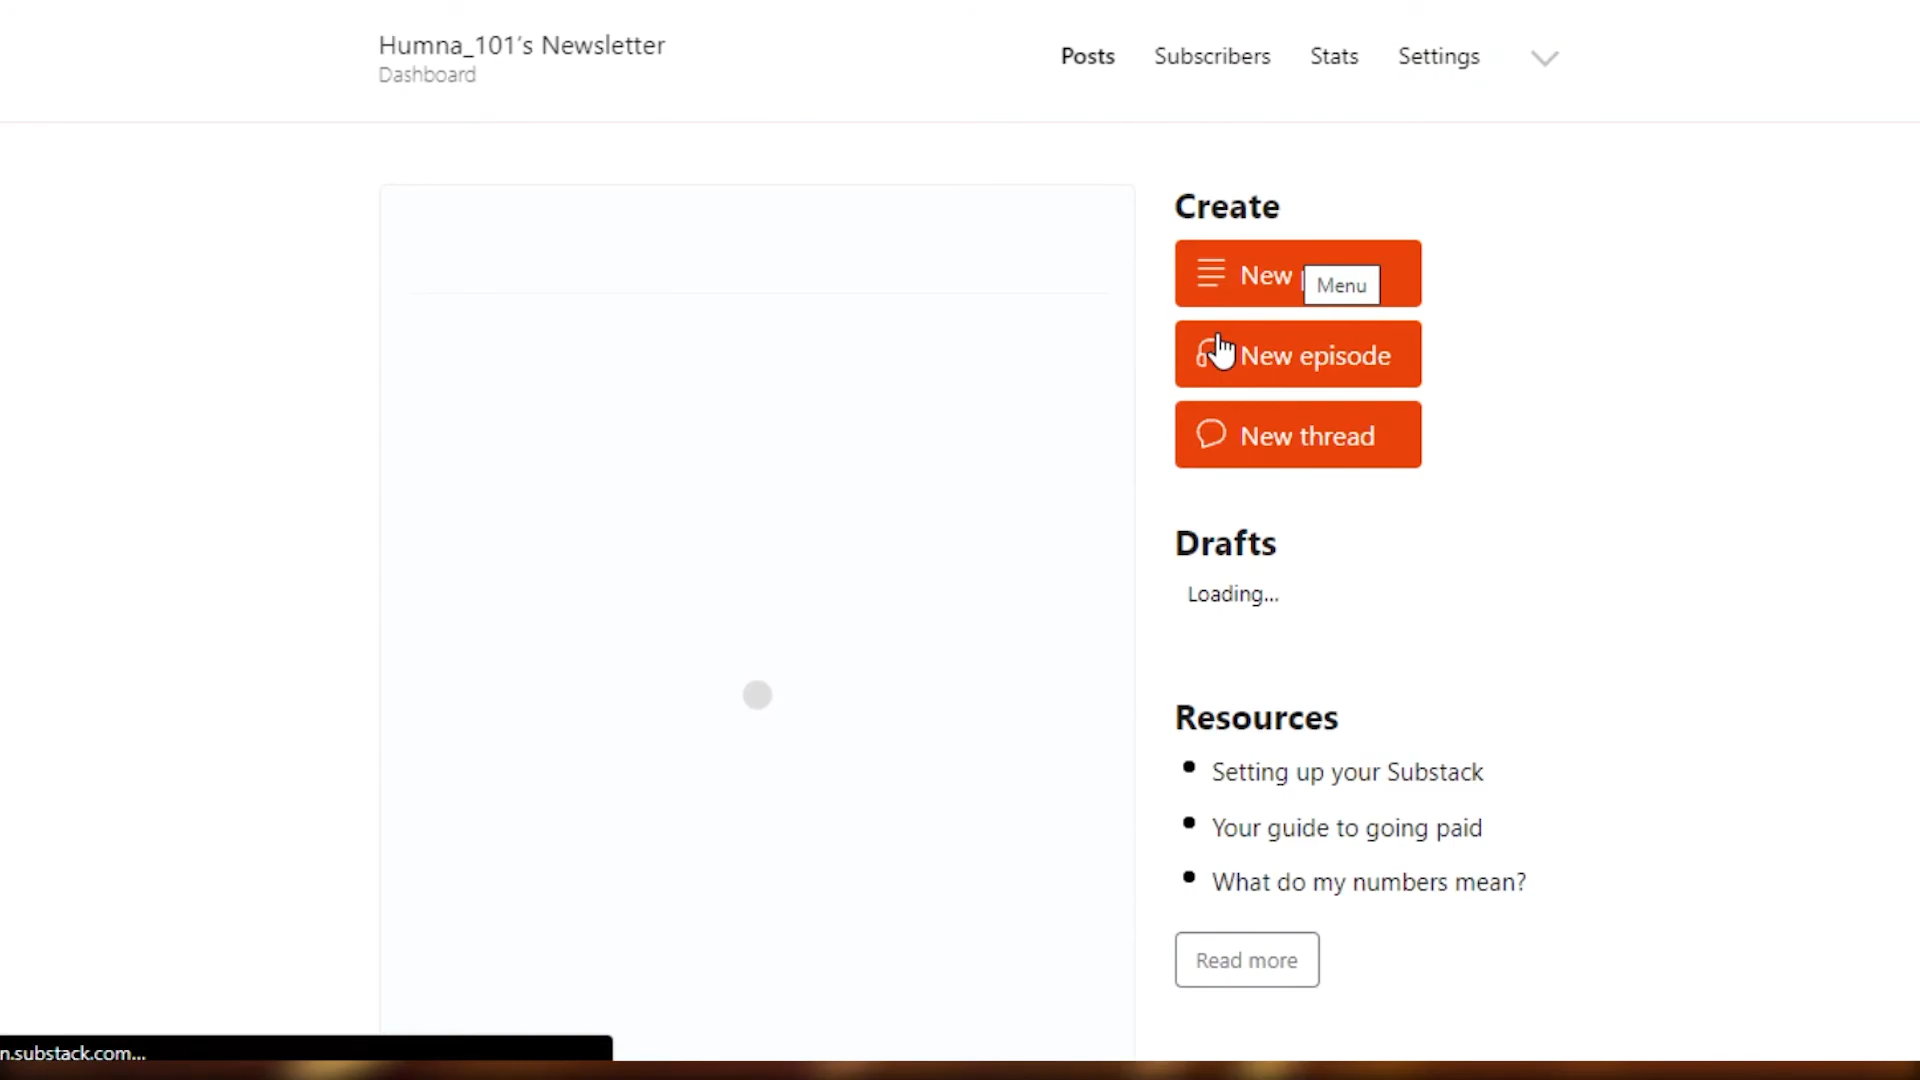 Humna_101's Newsletter
Dashboard
Posts Subscribers Stats Settings
Create
New
Menu
New episode
New thread
Drafts
Loading...
Resources
Setting up your Substack
Your guide to going paid
What do my numbers mean?
Read more
n.substack.com...